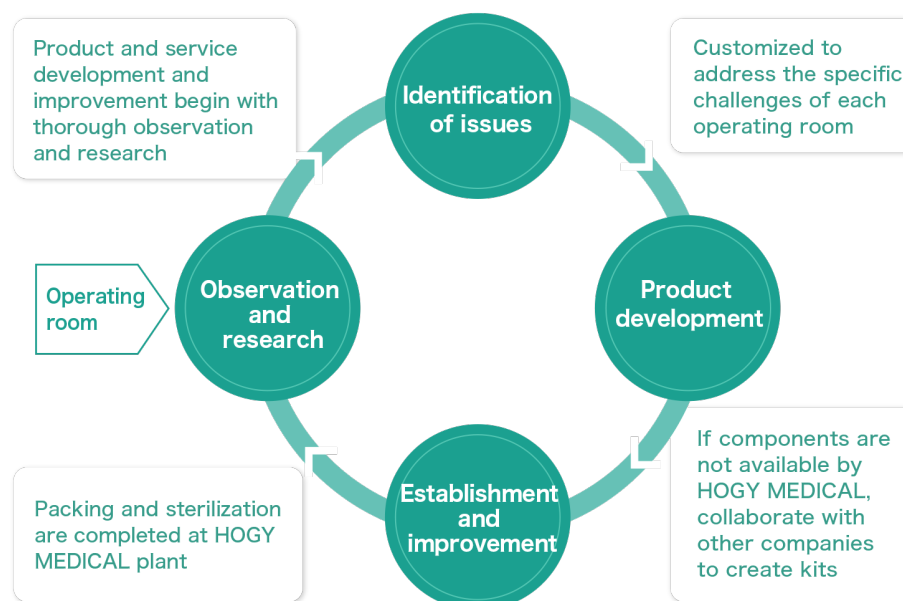 Product and service
development and
improvement begin with
thorough observation
and research
Identification
of issues
Customized to
address the specific
challenges of each
operating room
Operating
room
Observation
and
research
Product
development
Packing and sterilization
are completed at HOGY
MEDICAL plant
Establishment
and
improvement
If components are
not available by
HOGY MEDICAL,
collaborate with
other companies
to create kits